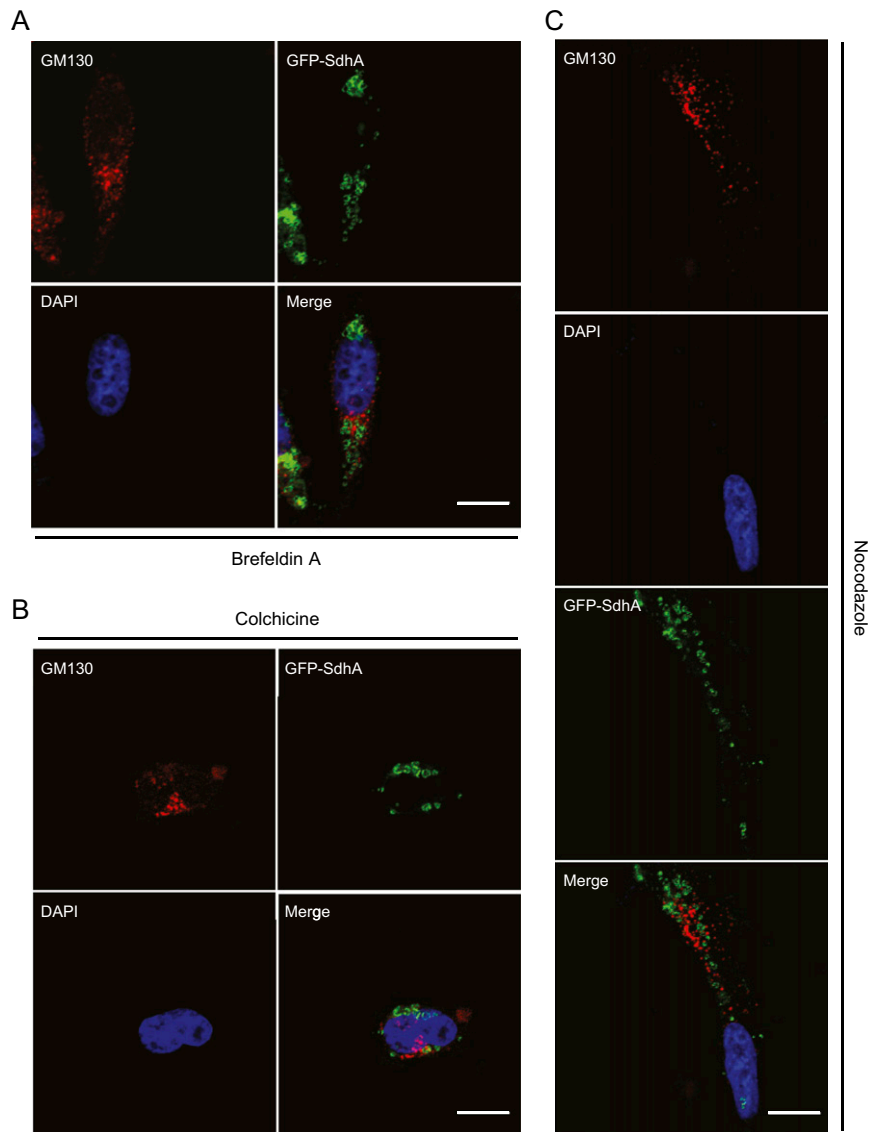 A
GM130
GFP-SdhA
DAPI
Merge
Brefeldin A
B
Colchicine
GM130
GFP-SdhA
DAPI
Merge
C
GM130
DAPI
GFP-SdhA
Merge
Nocodazole